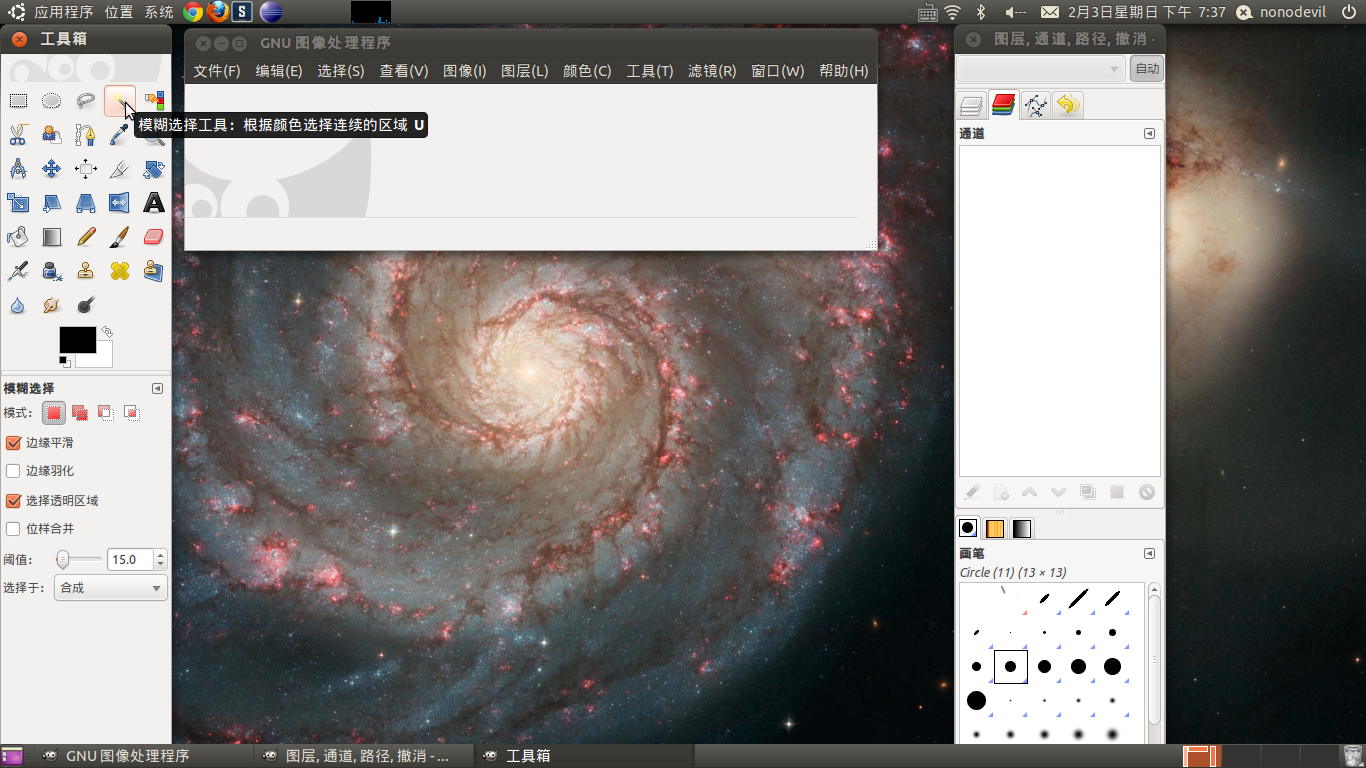 应用程序 位置 系统 S 2月3日星期日 下午 7:37 nonodevil
工具箱
GNU 图像处理程序
文件(F) 编辑(E) 选择(S) 查看(V) 图像(I) 图层(L) 颜色(C) 工具(T) 滤镜(R) 窗口(W) 帮助(H)
模糊选择工具：根据颜色选择连续的区域 U
A
模糊选择
模式：
边缘平滑
边缘羽化
选择透明区域
位样合并
阈值： 15.0
选择于： 合成
图层, 通道, 路径, 撤消 -
自动
通道
画笔
Circle (11) (13 × 13)
GNU 图像处理程序
图层, 通道, 路径, 撤消 - ...
工具箱